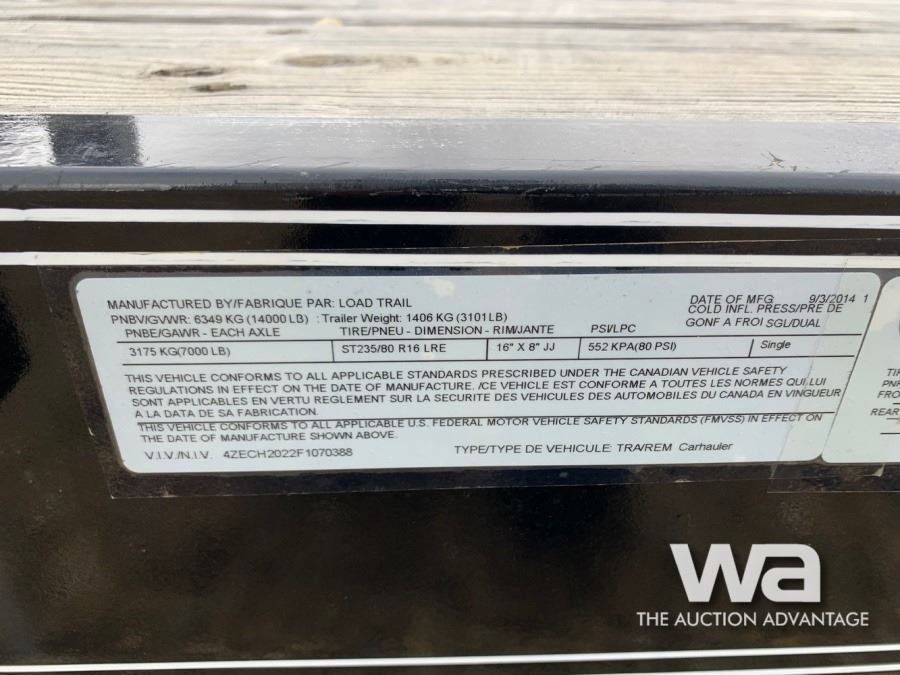 MANUFACTURED BY/FABRIQUE PAR: LOAD TRAIL DATE OF MFG 9/3/2014 1
PNBV/GVWR: 6349 KG (14000 LB) : Trailer Weight: 1406 KG (3101LB) COLD INFL. PRESS/PRE DE
PNBE/GAWR - EACH AXLE TIRE/PNEU - DIMENSION - RIM/JANTE PSI/LPC GONF A FROI SGL/DUAL
3175 KG(7000 LB) ST235/80 R16 LRE 16" X 8" JJ 552 KPA(80 PSI) Single
THIS VEHICLE CONFORMS TO ALL APPLICABLE STANDARDS PRESCRIBED UNDER THE CANADIAN VEHICLE SAFETY
REGULATIONS IN EFFECT ON THE DATE OF MANUFACTURE. /CE VEHICLE EST CONFORME A TOUTES LES NORMES QUI LUI
SONT APPLICABLES EN VERTU REGLEMENT SUR LA SECURITE DES VEHICULES DES AUTOMOBILES DU CANADA EN VINGUEUR
A LA DATA DE SA FABRICATION.
THIS VEHICLE CONFORMS TO ALL APPLICABLE U.S. FEDERAL MOTOR VEHICLE SAFETY STANDARDS (FMVSS) IN EFFECT ON
THE DATE OF MANUFACTURE SHOWN ABOVE.
V.I.V./N.I.V. 4ZECH2022F1070388 TYPE/TYPE DE VEHICULE: TRA/REM Carhauler
REAR
wa
THE AUCTION ADVANTAGE